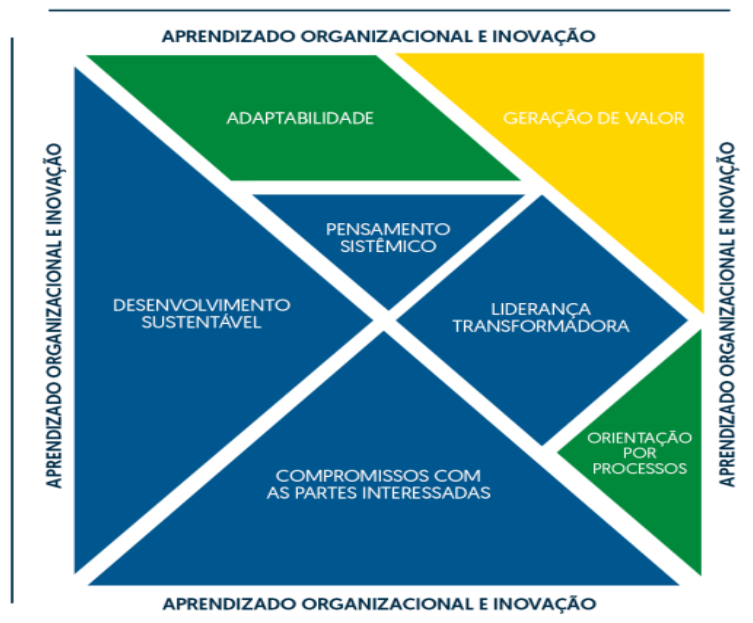 APRENDIZADO ORGANIZACIONAL E INOVAÇÃO
ADAPTABILIDADE
GERAÇÃO DE VALOR
APRENDIZADO ORGANIZACIONAL E INOVAÇÃO
APRENDIZADO ORGANIZACIONAL E INOVAÇÃO
PENSAMENTO
SISTÊMICO
DESENVOLVIMENTO
SUSTENTÁVEL
LIDERANÇA
TRANSFORMADORA
ORIENTAÇÃO
POR
PROCESSOS
COMPROMISSOS COM
AS PARTES INTERESSADAS
APRENDIZADO ORGANIZACIONAL E INOVAÇÃO